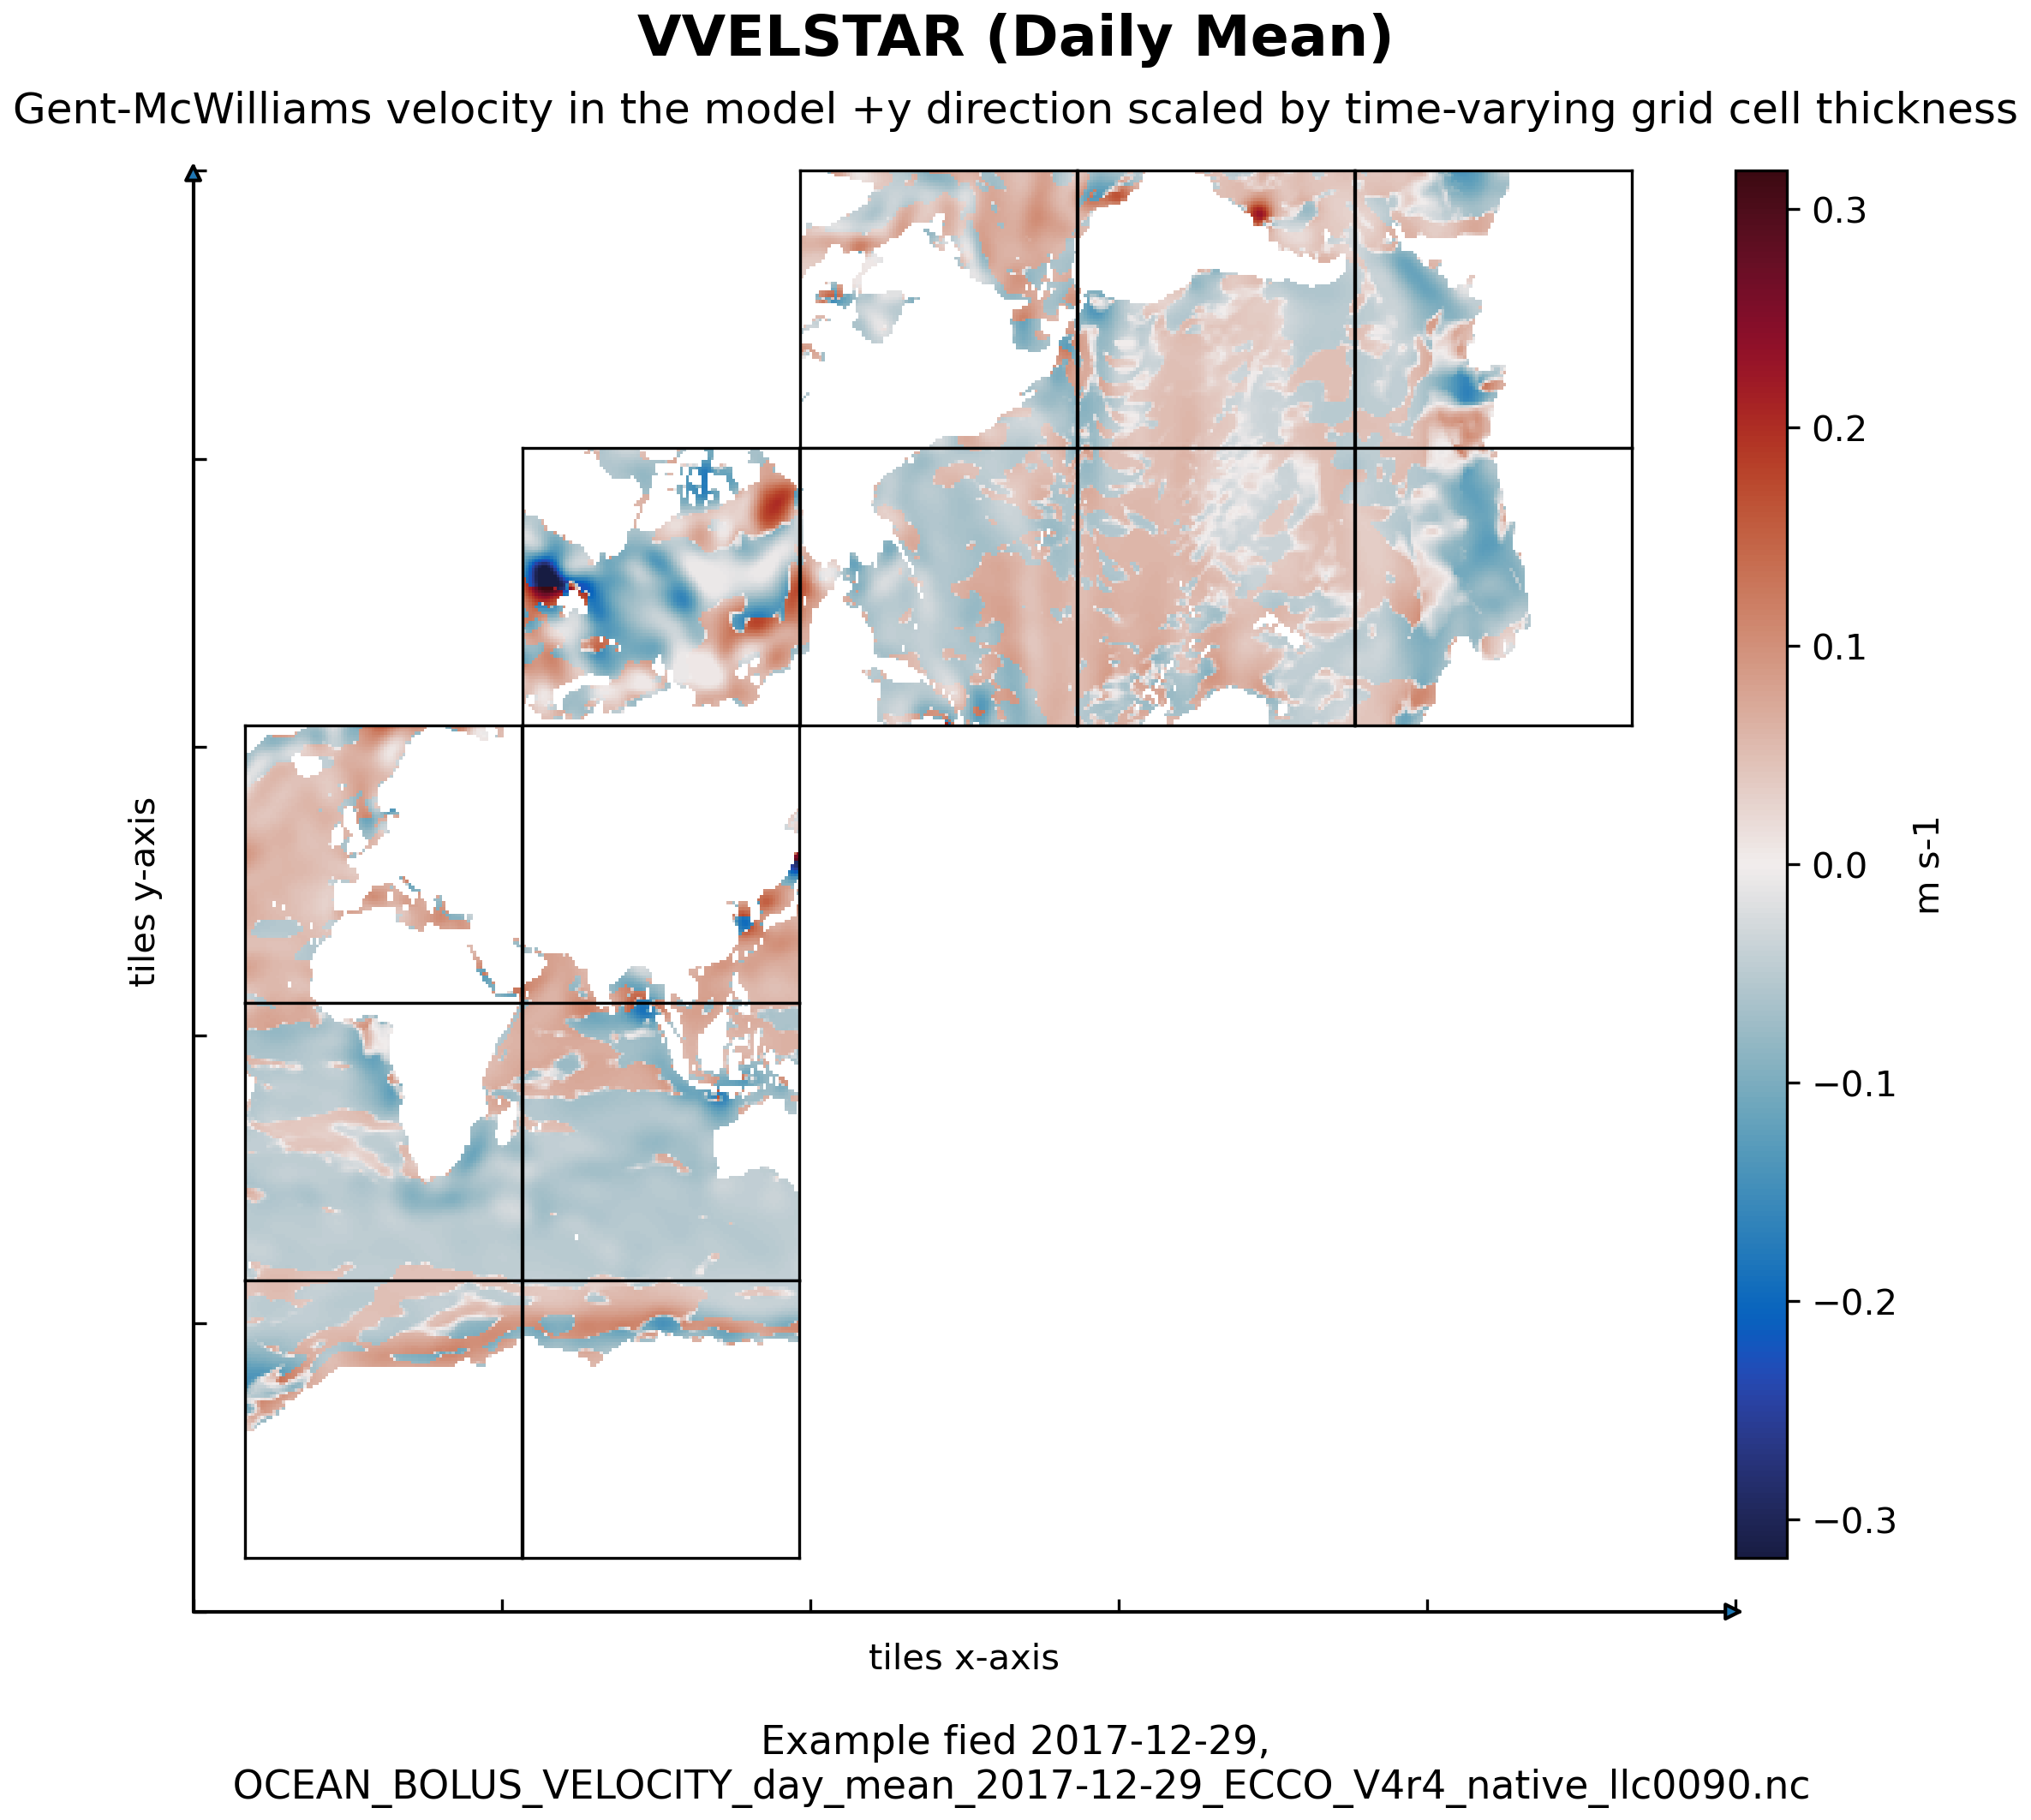 VVELSTAR (Daily Mean)
Gent-McWilliams velocity in the model +y direction scaled by time-varying grid cell thickness
tiles y-axis
0.3
0.2
0.1
0.0
−0.1
−0.2
−0.3
m s-1
tiles x-axis
Example fied 2017-12-29,
OCEAN_BOLUS_VELOCITY_day_mean_2017-12-29_ECCO_V4r4_native_llc0090.nc